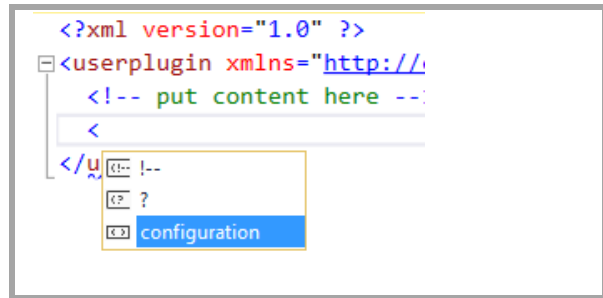 <?xml version="1.0" ?>
<userplugin xmlns="http://
<!-- put content here --
<
</u
!--
?
configuration